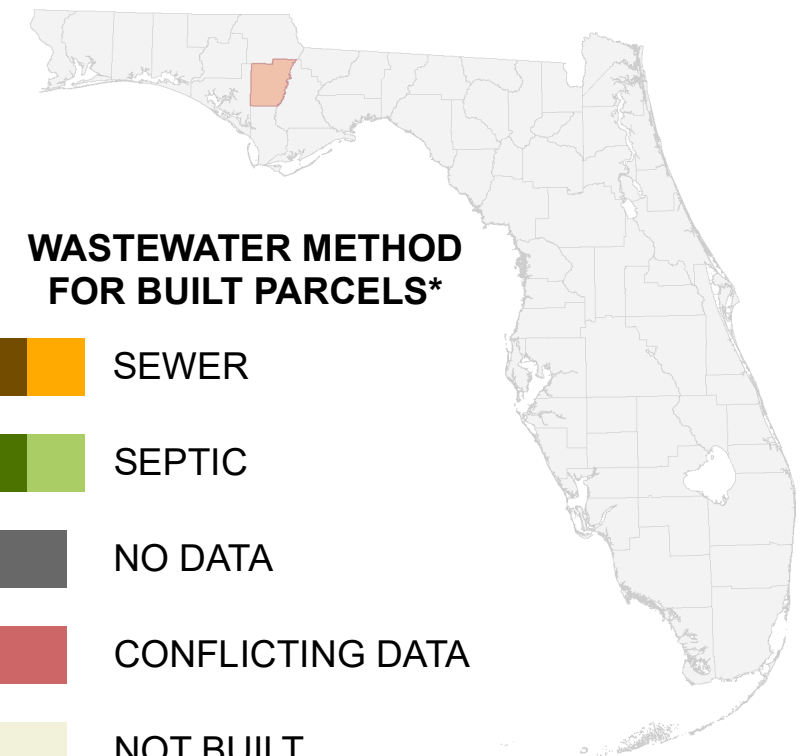 WASTEWATER METHOD
FOR BUILT PARCELS*
SEWER
SEPTIC
NO DATA
CONFLICTING DATA
NOT BUILT